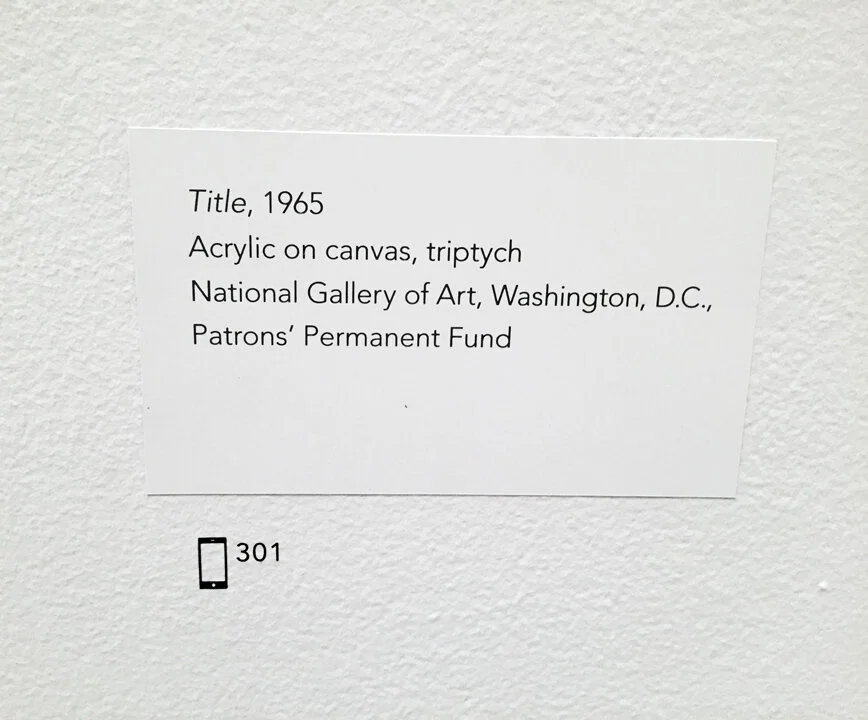 Title, 1965
Acrylic on canvas, triptych
National Gallery of Art, Washington, D.C.,
Patrons’ Permanent Fund
301